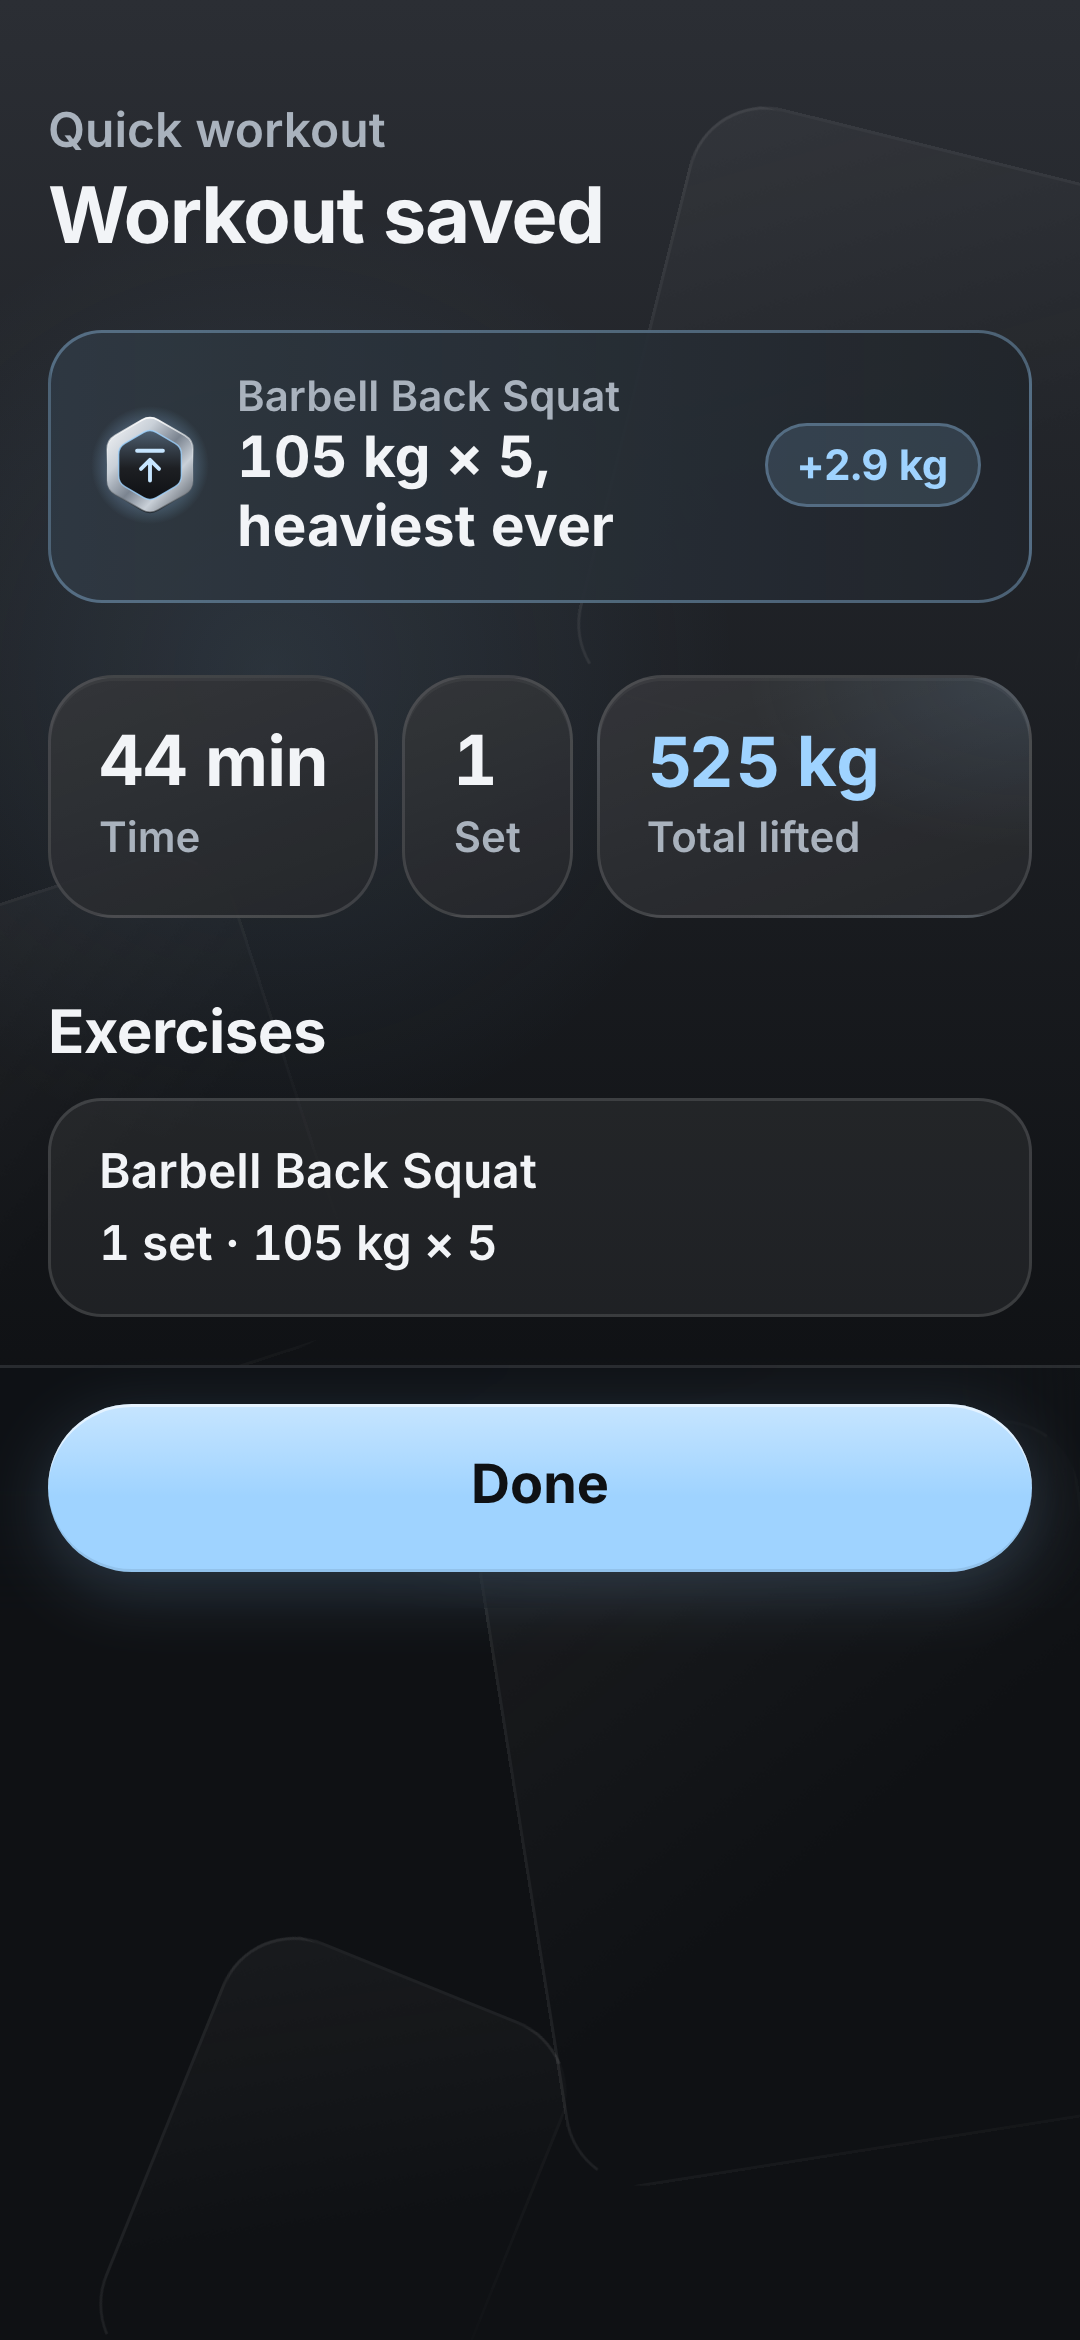 Quick workout
Workout saved
Barbell Back Squat
105 kg × 5,
heaviest ever
+2.9 kg
44 min
Time
1
Set
525 kg
Total lifted
Exercises
Barbell Back Squat
1 set · 105 kg × 5
Done